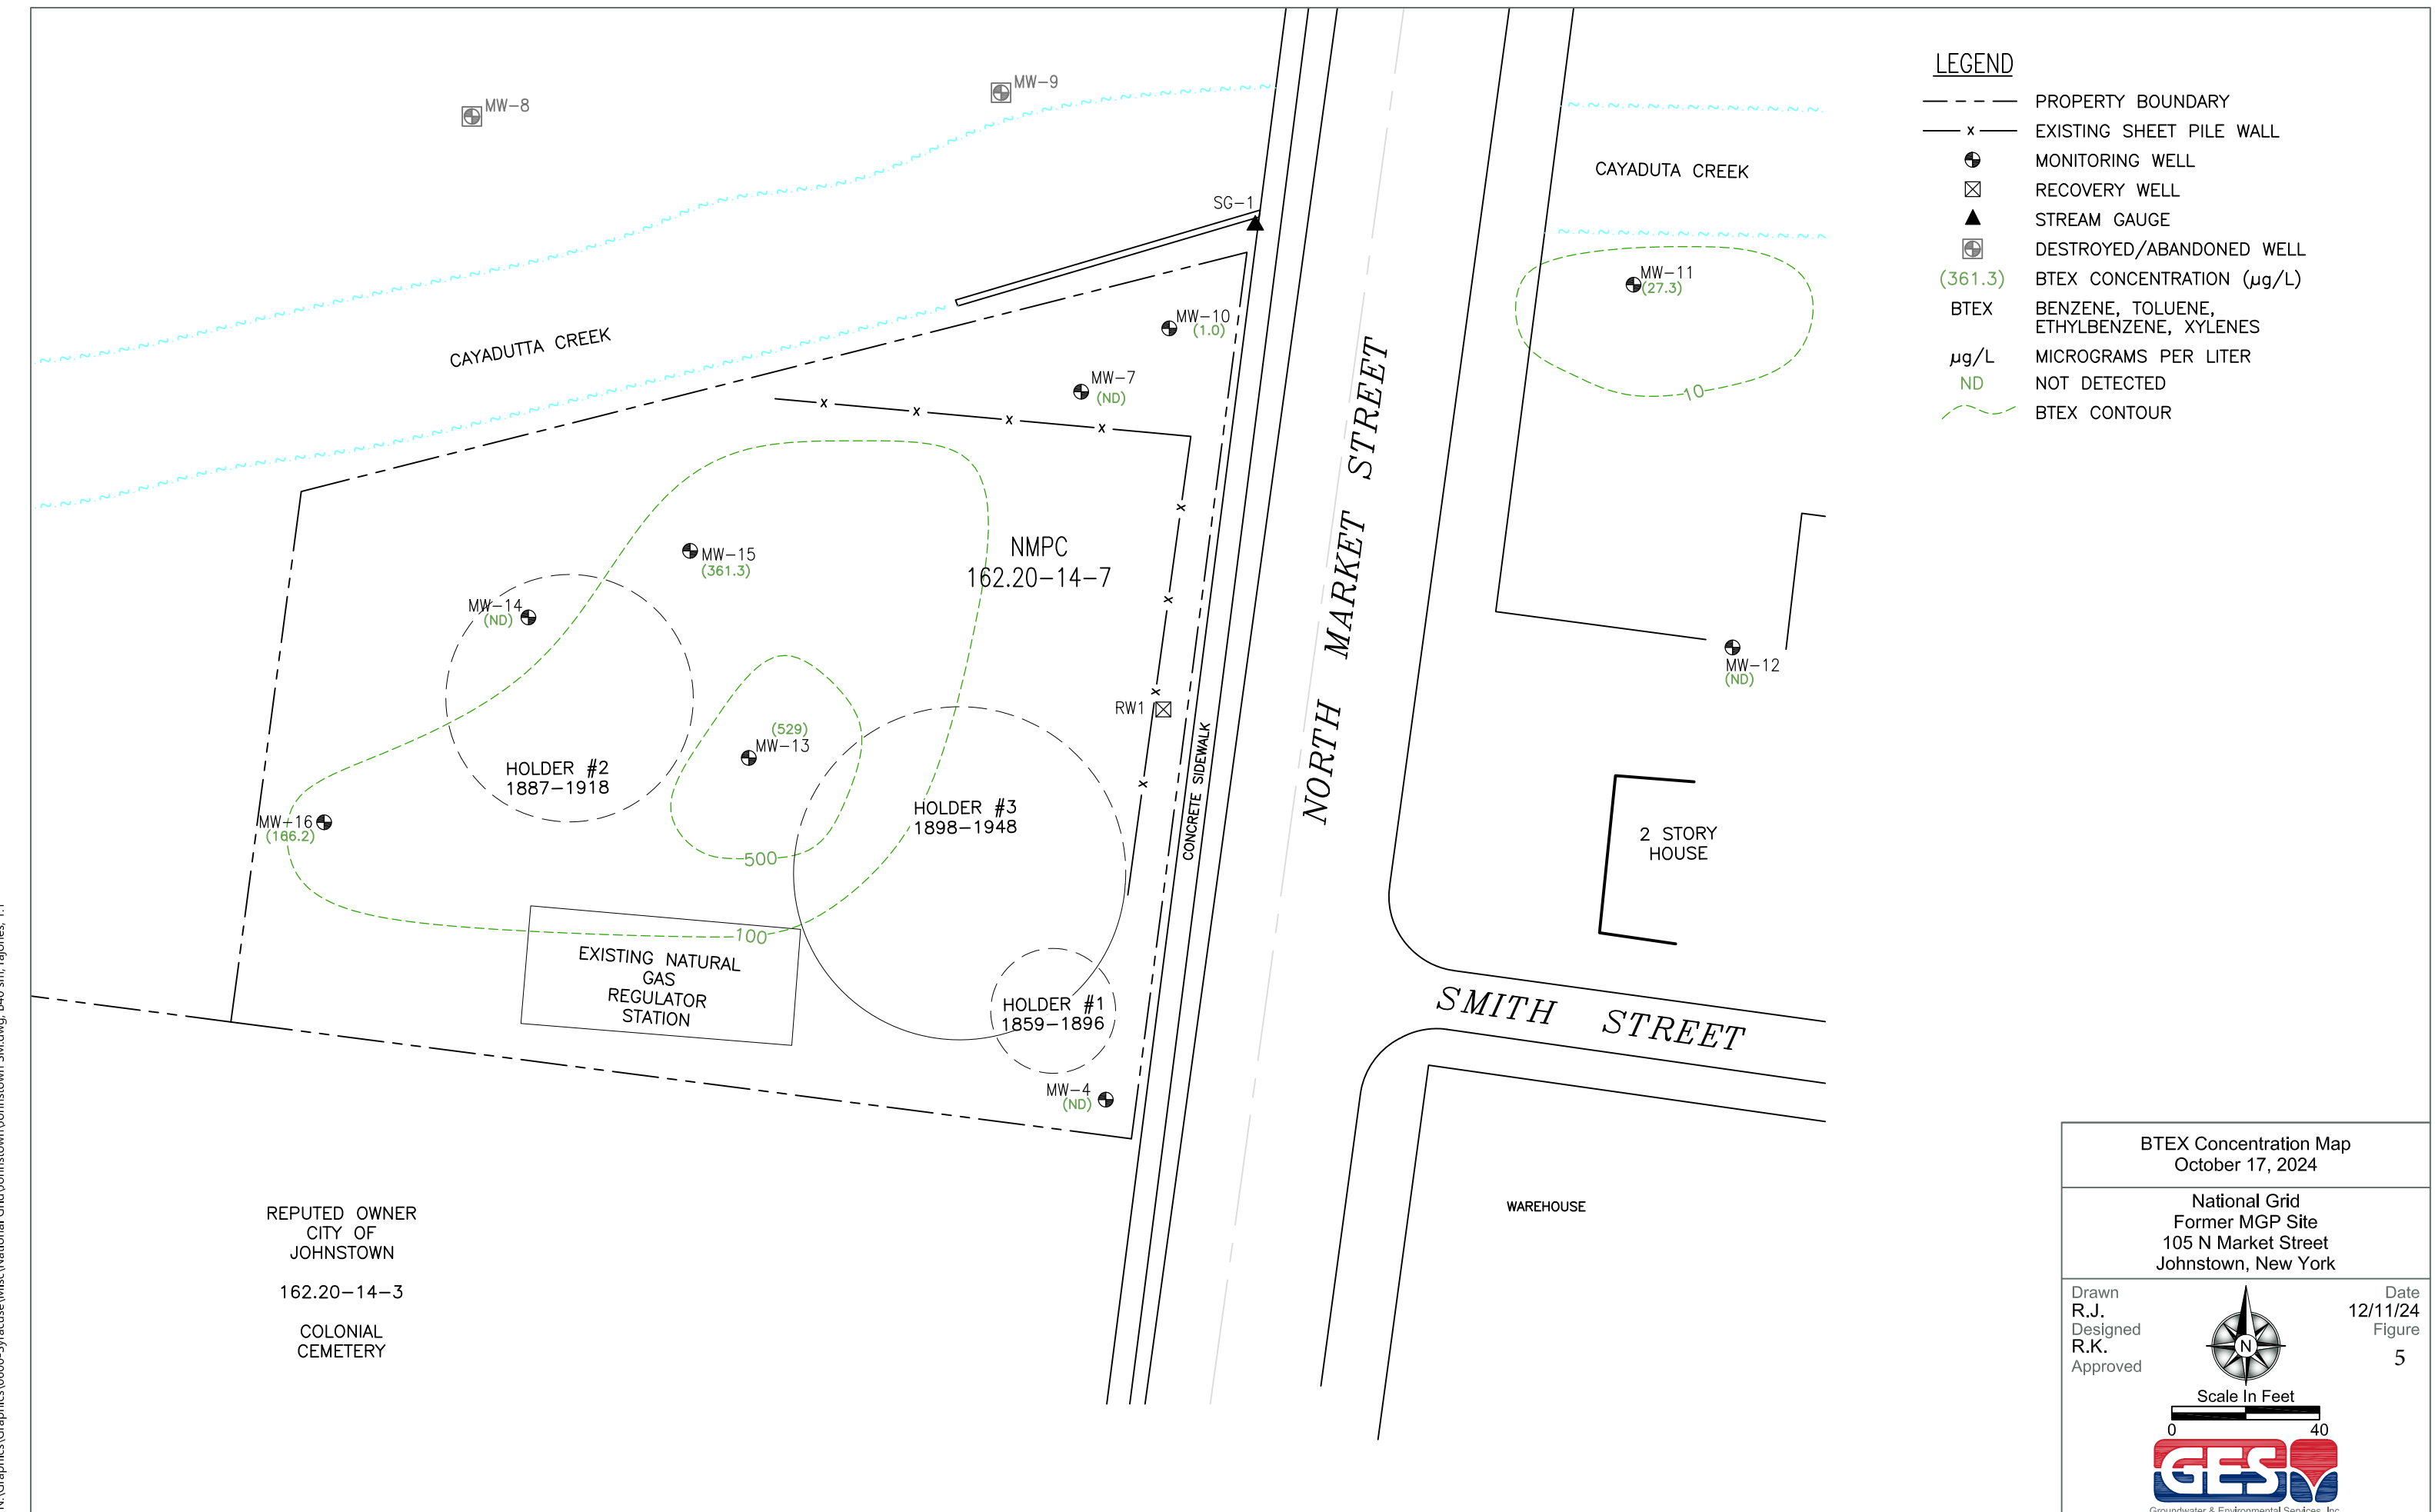 MW-8
MW-9
LEGEND
PROPERTY BOUNDARY
x EXISTING SHEET PILE WALL
MONITORING WELL
RECOVERY WELL
STREAM GAUGE
DESTROYED/ABANDONED WELL
(361.3) BTEX CONCENTRATION (µg/L)
BTEX BENZENE, TOLUENE,
ETHYLBENZENE, XYLENES
µg/L MICROGRAMS PER LITER
ND NOT DETECTED
BTEX CONTOUR
CAYADUTA CREEK
SG-1
MW-11
(27.3)
10
MW-10
(1.0)
CAYADUTTA CREEK
MW-7
(ND)
x x x x
NORTH MARKET STREET
NMPC
162.20-14-7
MW-15
(361.3)
x
MW-14
(ND)
x
MW-12
(ND)
x
RW1
(529)
MW-13
HOLDER #2
1887-1918
x
CONCRETE SIDEWALK
HOLDER #3
1898-1948
MW-16
(166.2)
2 STORY
HOUSE
500
100
EXISTING NATURAL
GAS
REGULATOR
STATION
HOLDER #1
1859-1896
SMITH STREET
MW-4
(ND)
REPUTED OWNER
CITY OF
JOHNSTOWN
162.20-14-3
COLONIAL
CEMETERY
WAREHOUSE
BTEX Concentration Map
October 17, 2024
National Grid
Former MGP Site
105 N Market Street
Johnstown, New York
Drawn
R.J.
Designed
R.K.
Approved
N
Date
12/11/24
Figure
5
Scale In Feet
0 40
GES
Groundwater & Environmental Services, Inc.